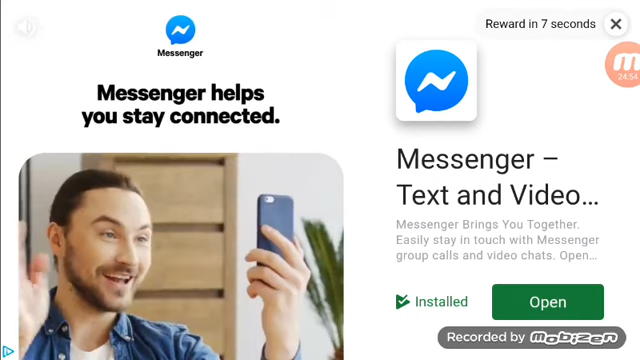 Reward in 7 seconds
Messenger
24:54
Messenger helps
you stay connected.
Messenger –
Text and Video...
Messenger Brings You Together.
Easily stay in touch with Messenger
group calls and video chats. Open...
Installed
Open
Recorded by mobizen